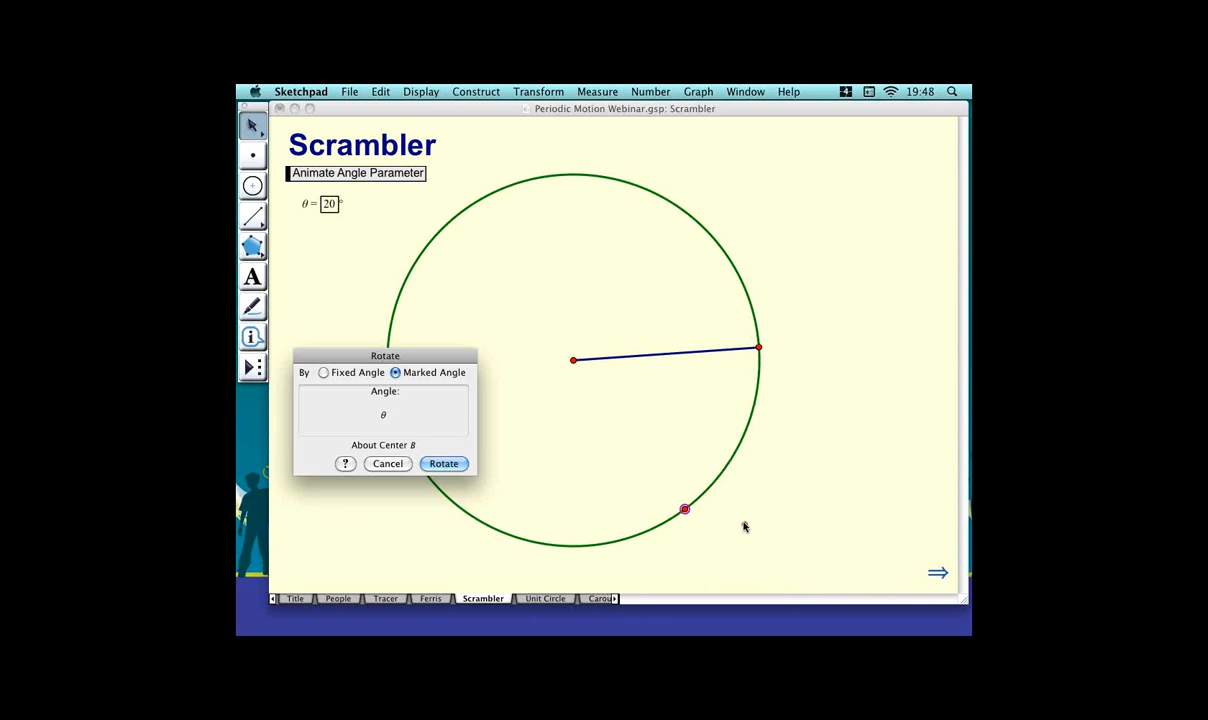 Sketchpad File Edit Display Construct Transform Measure Number Graph Window Help 4 19:48
Periodic Motion Webinar.gsp: Scrambler
Scrambler
Animate Angle Parameter
θ = 20°
A
Rotate
By Fixed Angle Marked Angle
Angle:
θ
About Center B
? Cancel Rotate
Title People Tracer Ferris Scrambler Unit Circle Carou